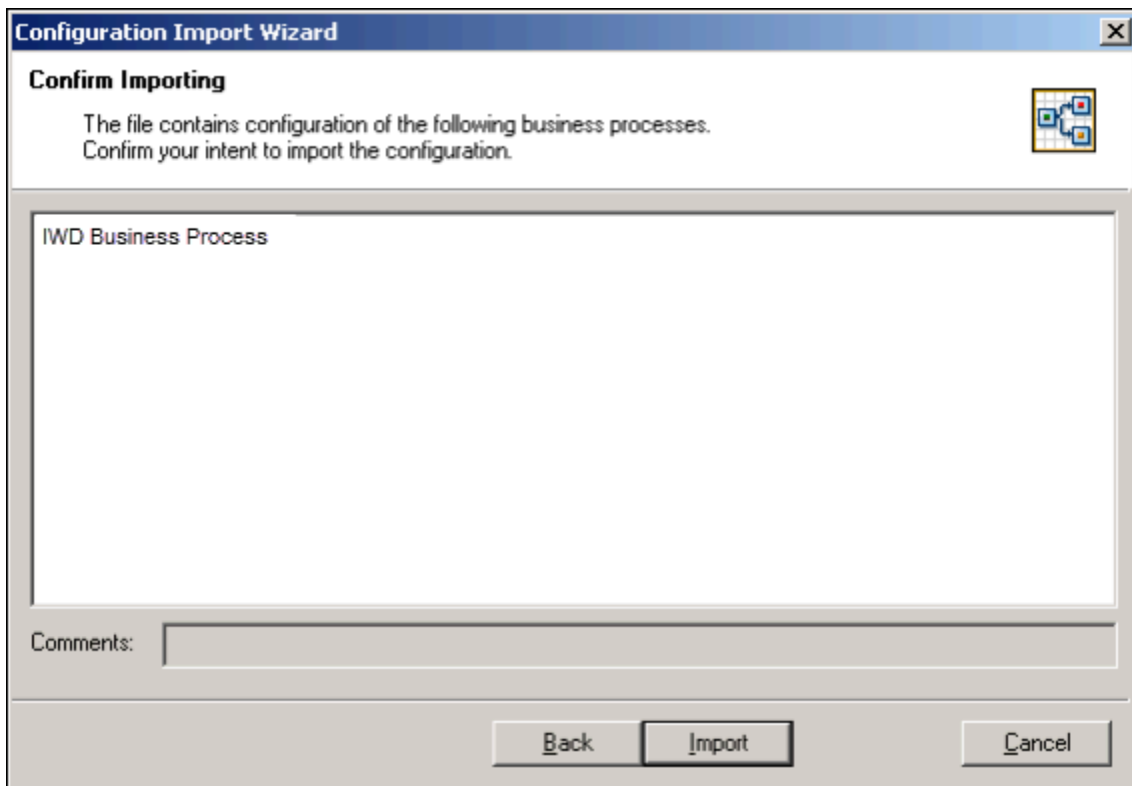 Configuration Import Wizard
Confirm Importing
The file contains configuration of the following business processes.
Confirm your intent to import the configuration.
IWD Business Process
Comments:
Back Import Cancel